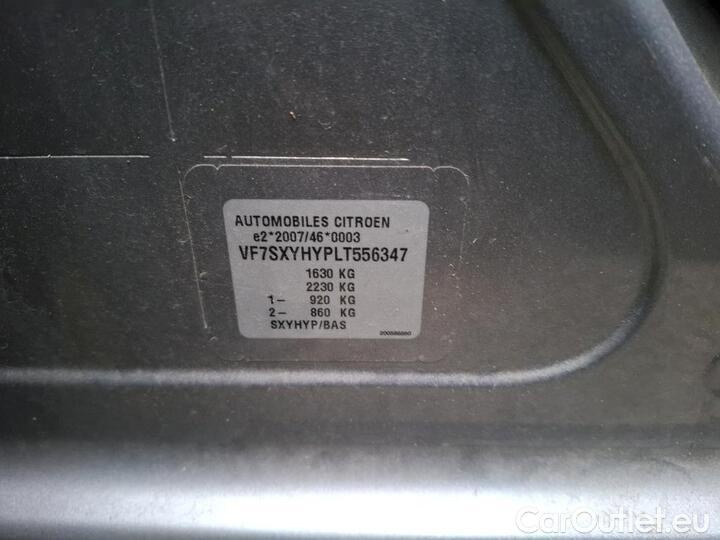 AUTOMOBILES CITROEN
e2*2007/46*0003
VF7SXYHYPLT556347
1630 KG
2230 KG
1- 920 KG
2- 860 KG
SXYHYP/BAS
CarOutlet.eu